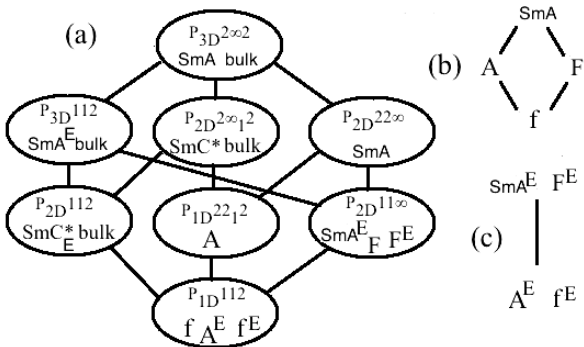 (a)
P3D2∞2
SmA bulk
P3D112
SmAE bulk
P2D2∞12
SmC* bulk
P2D22∞
SmA
P2D112
SmC* bulk
E
P1D2212
A
P2D11∞
SmAE F FE
P1D112
f AE fE
(b)
SmA
A F
f
(c)
SmAE FE
AE fE